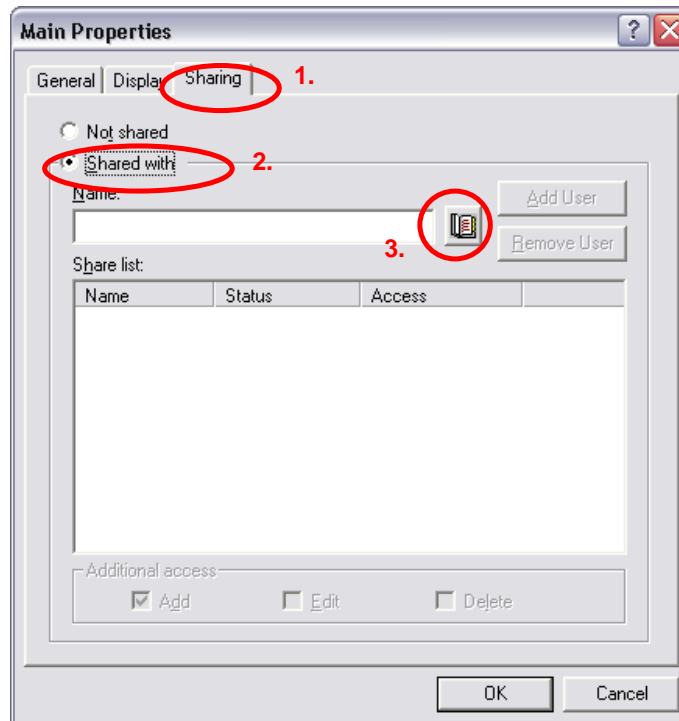 Main Properties
General Display Sharing 1.
Not shared
Shared with 2.
Name:
Add User
3.
Remove User
Share list:
Name Status Access
Additional access
Add Edit Delete
OK Cancel